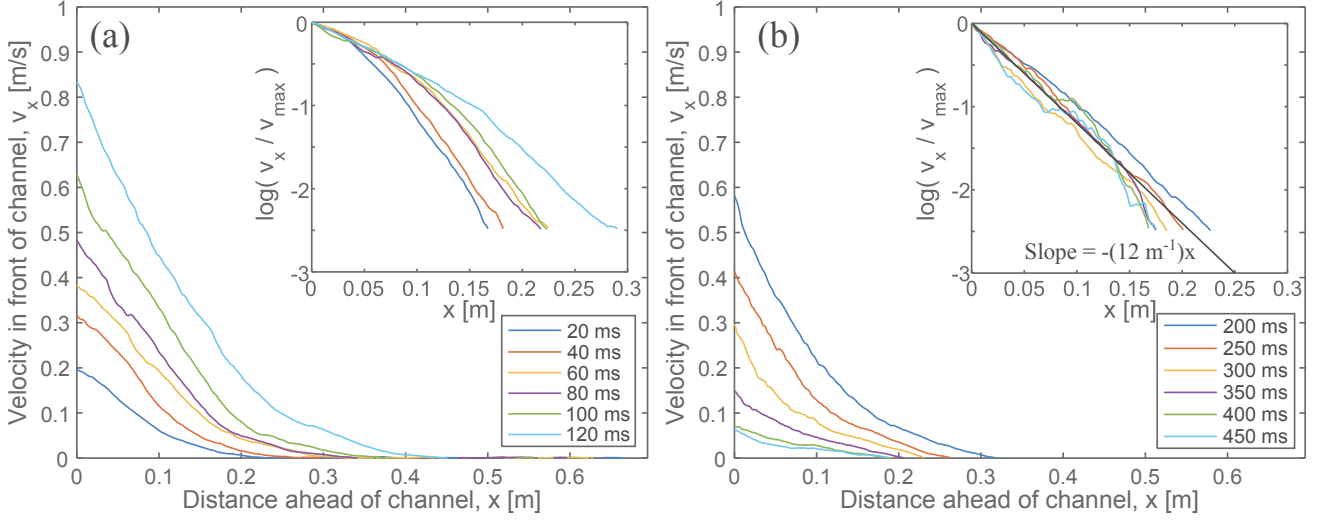 (a)
Velocity in front of channel, v_x [m/s]
1
0.9
0.8
0.7
0.6
0.5
0.4
0.3
0.2
0.1
0
0 0.1 0.2 0.3 0.4 0.5 0.6
Distance ahead of channel, x [m]
log( v_x / v_max )
-0
-1
-2
-3
0 0.05 0.1 0.15 0.2 0.25 0.3
x [m]
20 ms
40 ms
60 ms
80 ms
100 ms
120 ms
(b)
Velocity in front of channel, v_x [m/s]
1
0.9
0.8
0.7
0.6
0.5
0.4
0.3
0.2
0.1
0
0 0.1 0.2 0.3 0.4 0.5 0.6
Distance ahead of channel, x [m]
log( v_x / v_max )
-0
-1
-2
-3
Slope = -(12 m⁻¹)x
0 0.05 0.1 0.15 0.2 0.25 0.3
x [m]
200 ms
250 ms
300 ms
350 ms
400 ms
450 ms